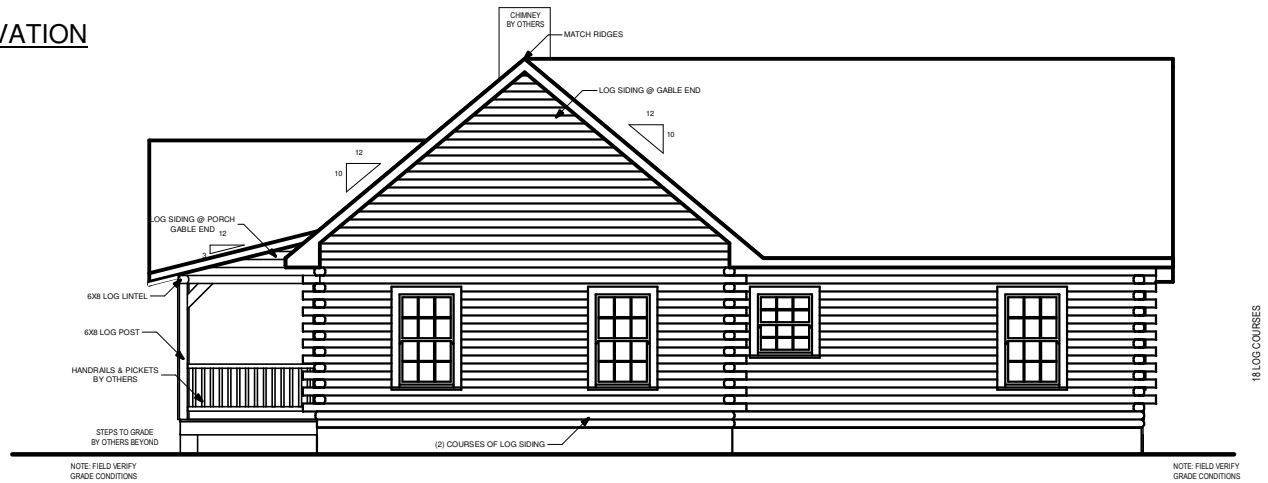 VATION
CHIMNEY
BY OTHERS
MATCH RIDGES
LOG SIDING @ GABLE END
12
10
12
10
LOG SIDING @ PORCH
GABLE END
12
3
6X8 LOG LINTEL
6X8 LOG POST
HANDRAILS & PICKETS
BY OTHERS
18 LOG COURSES
STEPS TO GRADE
BY OTHERS BEYOND
(2) COURSES OF LOG SIDING
NOTE: FIELD VERIFY
GRADE CONDITIONS
NOTE: FIELD VERIFY
GRADE CONDITIONS